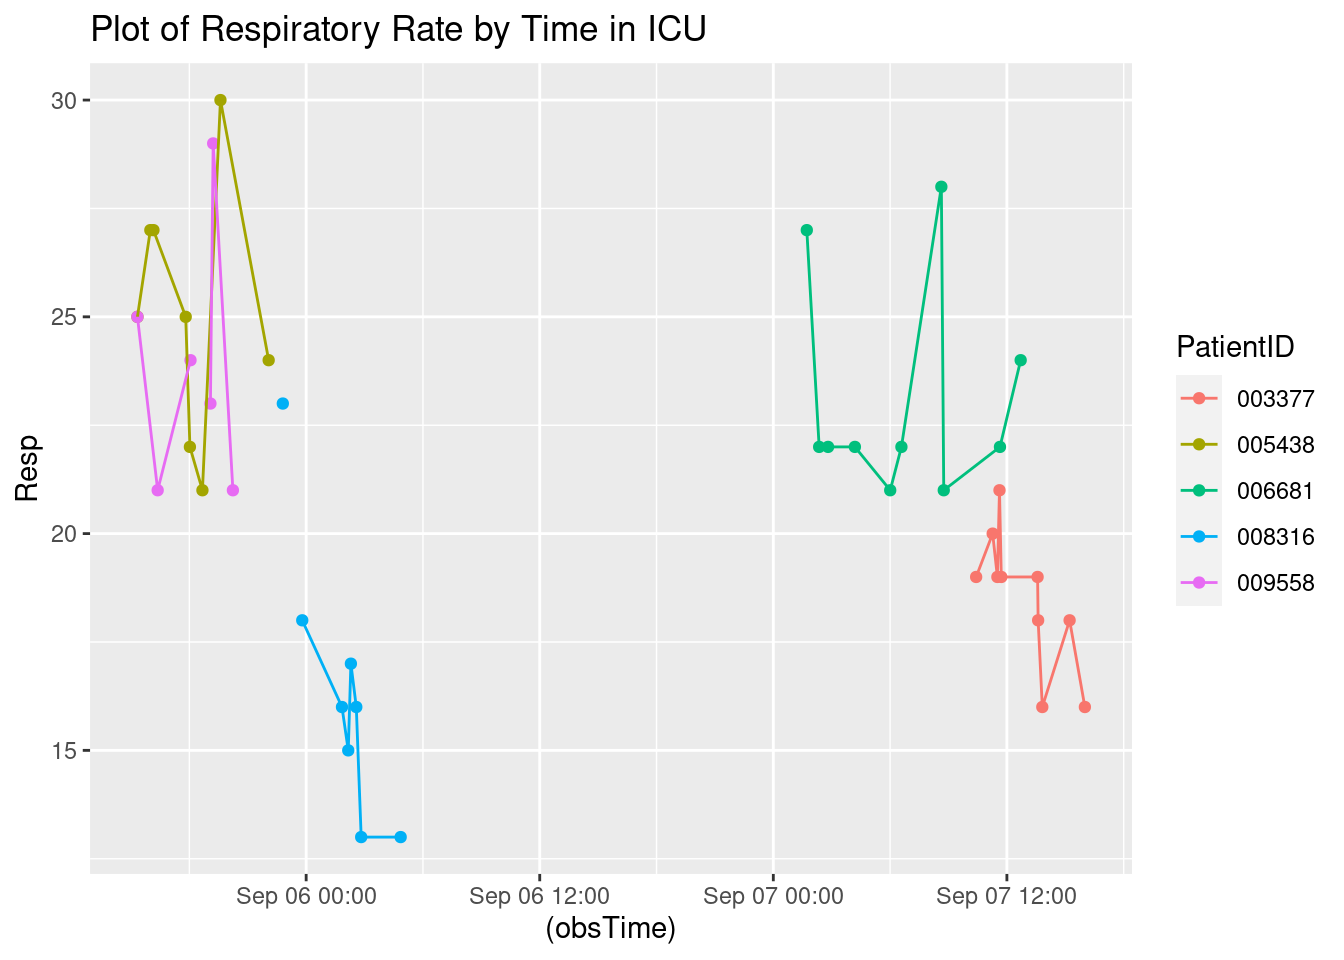 Plot of Respiratory Rate by Time in ICU
30
25
20
15
Resp
Sep 06 00:00
Sep 06 12:00
Sep 07 00:00
Sep 07 12:00
(obsTime)
PatientID
003377
005438
006681
008316
009558